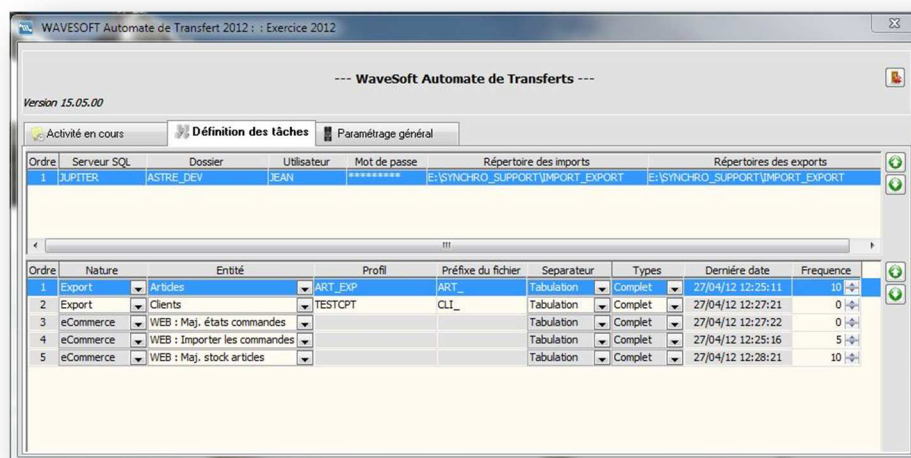 WAVESOFT Automate de Transfert 2012 : : Exercice 2012
--- WaveSoft Automate de Transferts ---
Version 15.05.00
Activité en cours Définition des tâches Paramétrage général
Ordre Serveur SQL Dossier Utilisateur Mot de passe Répertoire des imports Répertoires des exports
1 JUPITER ASTRE_DEV JEAN ********* E:\SYNCHRO_SUPPORT\IMPORT_EXPORT E:\SYNCHRO_SUPPORT\IMPORT_EXPORT
Ordre Nature Entité Profil Préfixe du fichier Separateur Types Derniére date Frequence
1 Export Articles ART_EXP ART_ Tabulation Complet 27/04/12 12:25:11 10
2 Export Clients TESTCPT CLI_ Tabulation Complet 27/04/12 12:27:21 0
3 eCommerce WEB : Maj. états commandes Tabulation Complet 27/04/12 12:27:22 0
4 eCommerce WEB : Importer les commandes Tabulation Complet 27/04/12 12:25:16 5
5 eCommerce WEB : Maj. stock articles Tabulation Complet 27/04/12 12:28:21 10